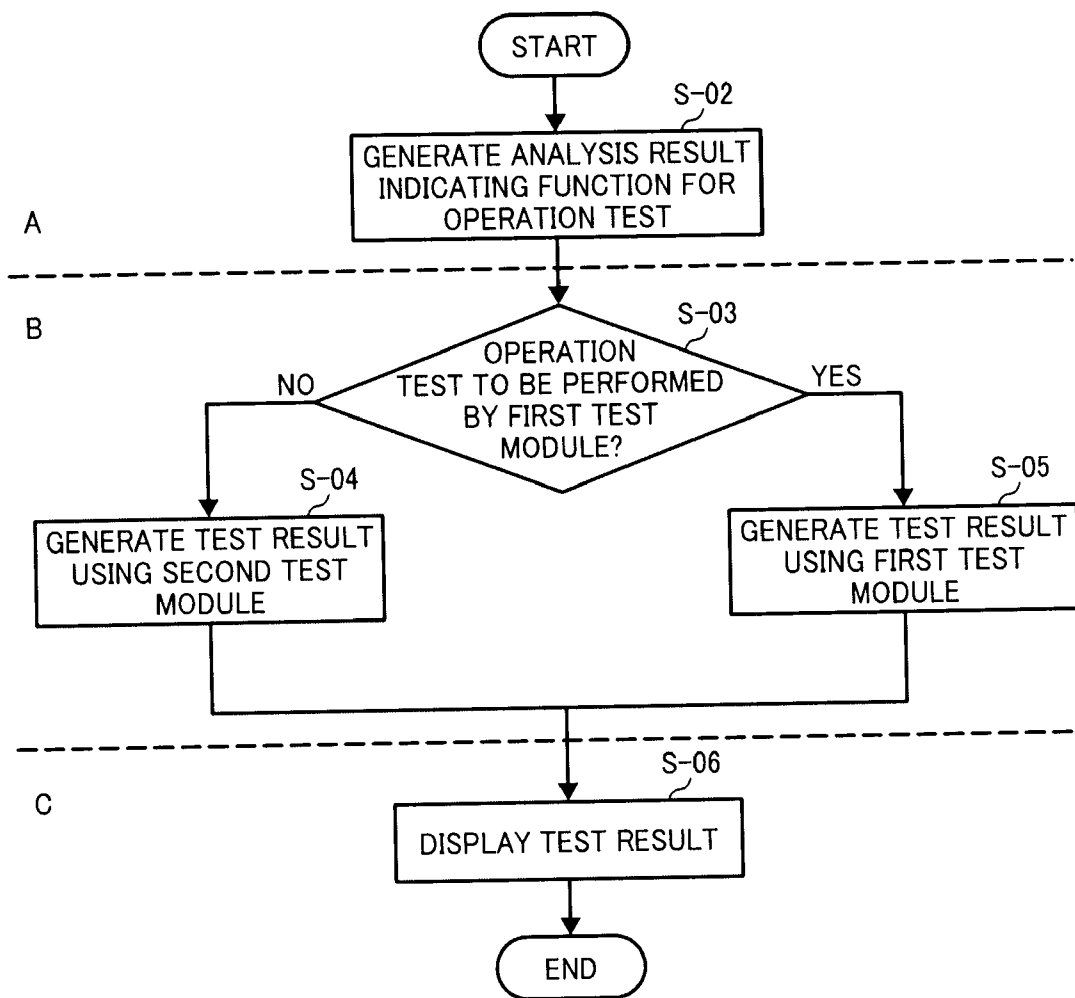 START
S-02
GENERATE ANALYSIS RESULT
INDICATING FUNCTION FOR
OPERATION TEST
A
B
S-03
OPERATION
TEST TO BE PERFORMED
BY FIRST TEST
MODULE?
NO
YES
S-04
GENERATE TEST RESULT
USING SECOND TEST
MODULE
S-05
GENERATE TEST RESULT
USING FIRST TEST
MODULE
C
S-06
DISPLAY TEST RESULT
END